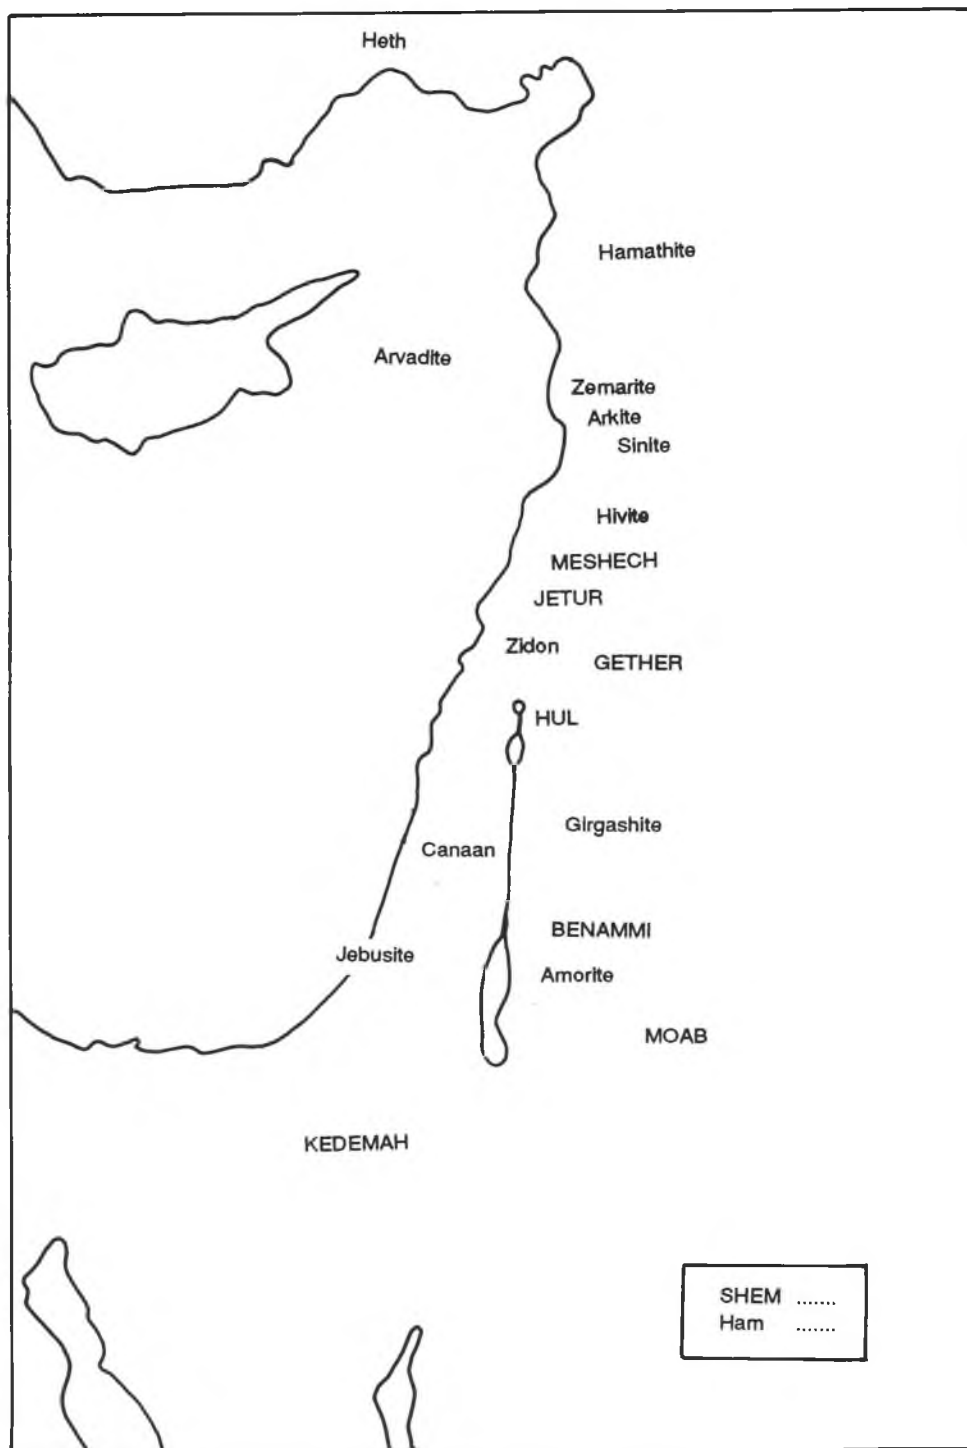 Heth
Hamathite
Arvadite
Zemarite
Arkite
Sinite
Hivite
MESHECH
JETUR
Zidon
GETHER
HUL
Girgashite
Canaan
BENAMMI
Jebusite
Amorite
MOAB
KEDEMAH
SHEM .......
Ham .......